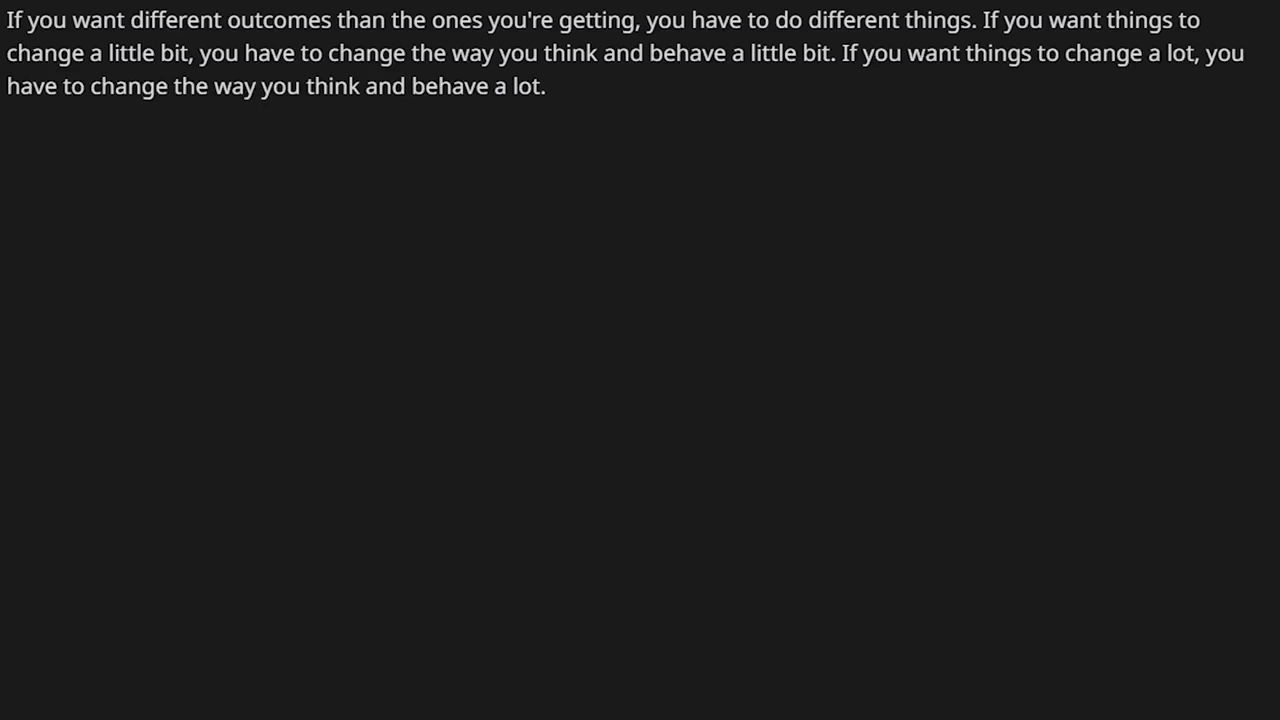 If you want different outcomes than the ones you're getting, you have to do different things. If you want things to
change a little bit, you have to change the way you think and behave a little bit. If you want things to change a lot, you
have to change the way you think and behave a lot.